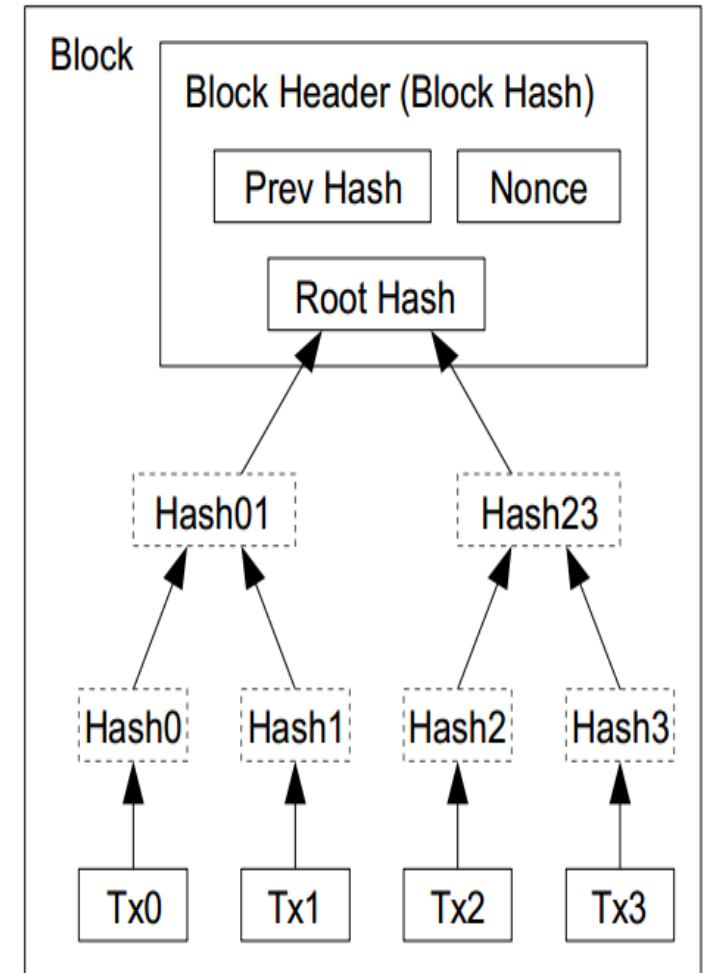 Block
Block Header (Block Hash)
Prev Hash
Nonce
Root Hash
Hash01
Hash23
Hash0
Hash1
Hash2
Hash3
Tx0
Tx1
Tx2
Tx3